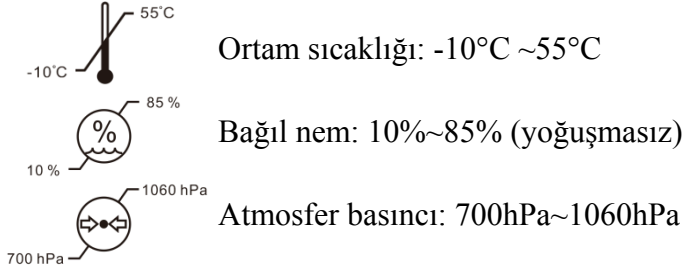 55°C
-10°C
Ortam sıcaklığı: -10°C ~55°C
85 %
%
10 %
Bağıl nem: 10%~85% (yoğuşmasız)
1060 hPa
700 hPa
Atmosfer basıncı: 700hPa~1060hPa